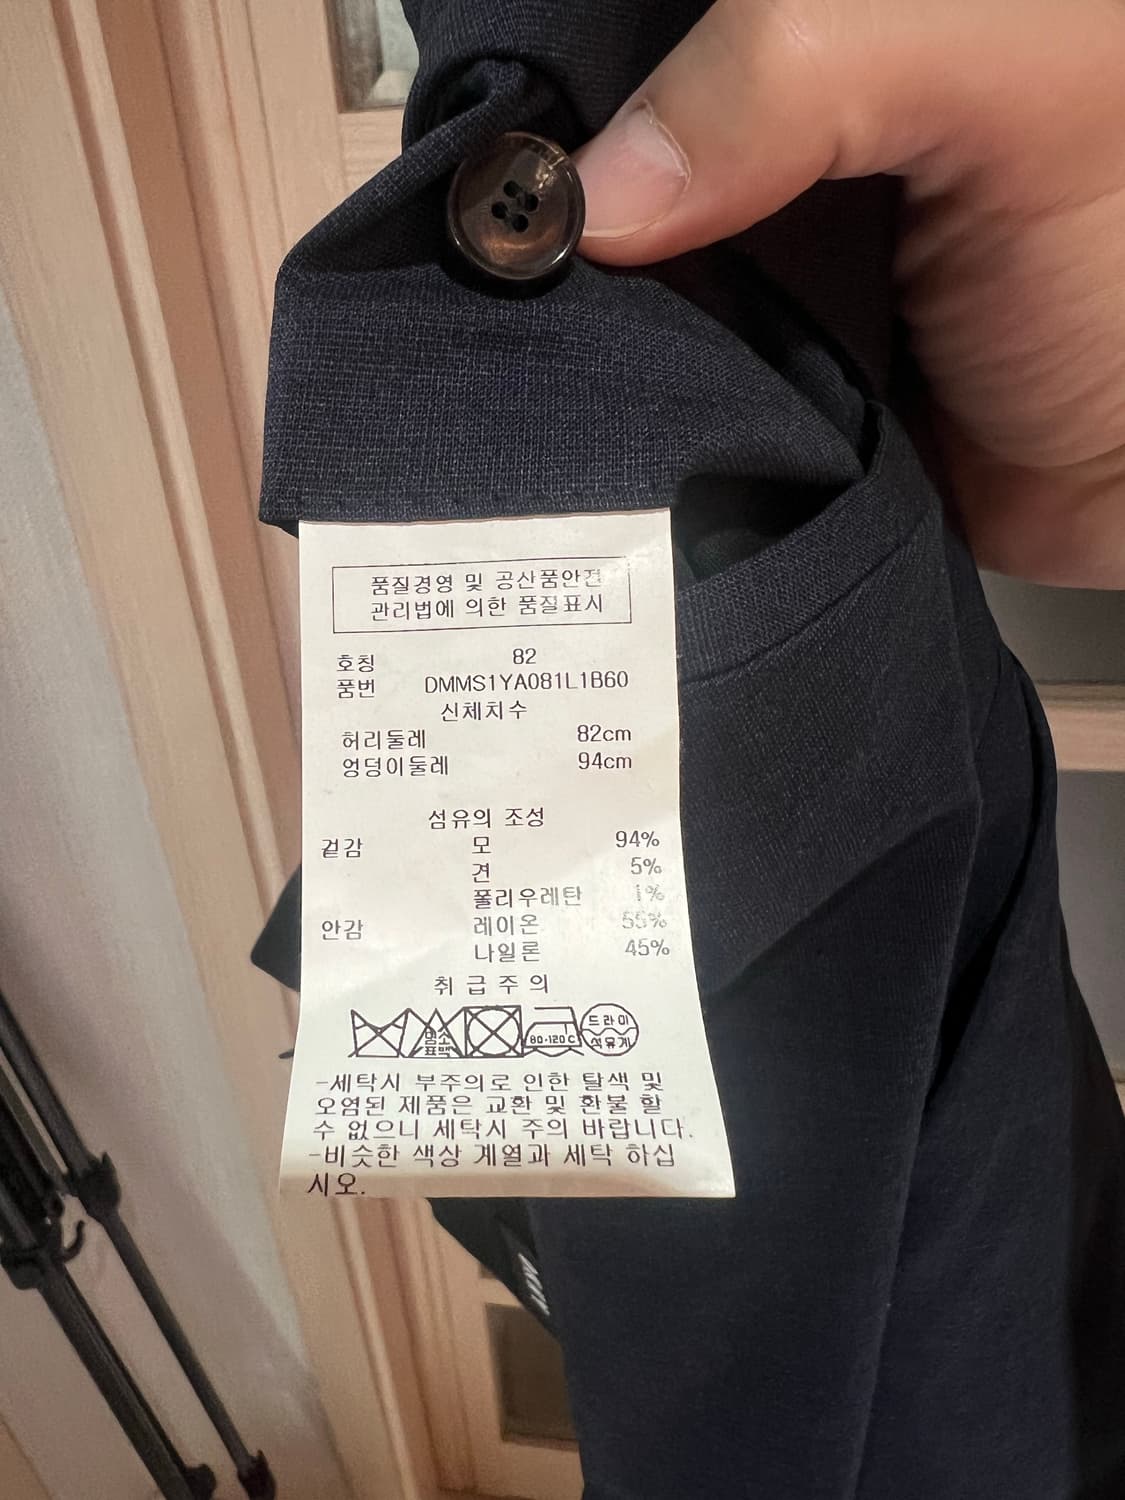 품질경영 및 공산품안전
관리법에 의한 품질표시
호칭 82
품번 DMMS1YA081L1B60
신체치수
허리둘레 82cm
엉덩이둘레 94cm
섬유의 조성
겉감 모 94%
견 5%
폴리우레탄 1%
안감 레이온 55%
나일론 45%
취급주의
염소 표백
80-120℃
드라이
석유계
-세탁시 부주의로 인한 탈색 및
오염된 제품은 교환 및 환불 할
수 없으니 세탁시 주의 바랍니다.
-비슷한 색상 계열과 세탁 하십
시오.